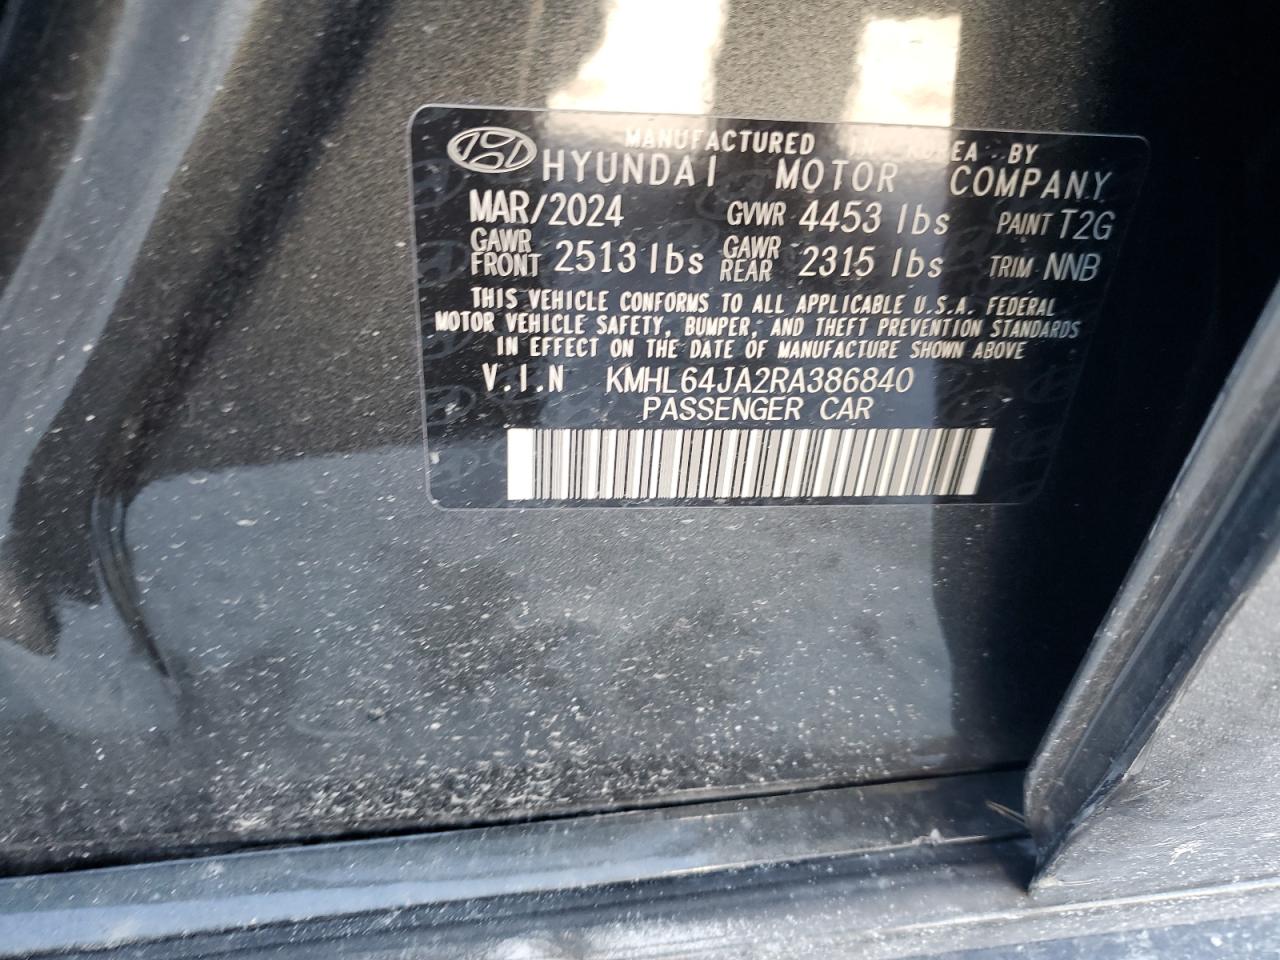 MANUFACTURED IN KOREA BY
HYUNDAI MOTOR COMPANY
MAR/2024 GVWR 4453 lbs PAINT T2G
GAWR FRONT 2513 lbs GAWR REAR 2315 lbs TRIM NNB
THIS VEHICLE CONFORMS TO ALL APPLICABLE U.S.A. FEDERAL
MOTOR VEHICLE SAFETY, BUMPER, AND THEFT PREVENTION STANDARDS
IN EFFECT ON THE DATE OF MANUFACTURE SHOWN ABOVE
V.I.N KMHL64JA2RA386840
PASSENGER CAR